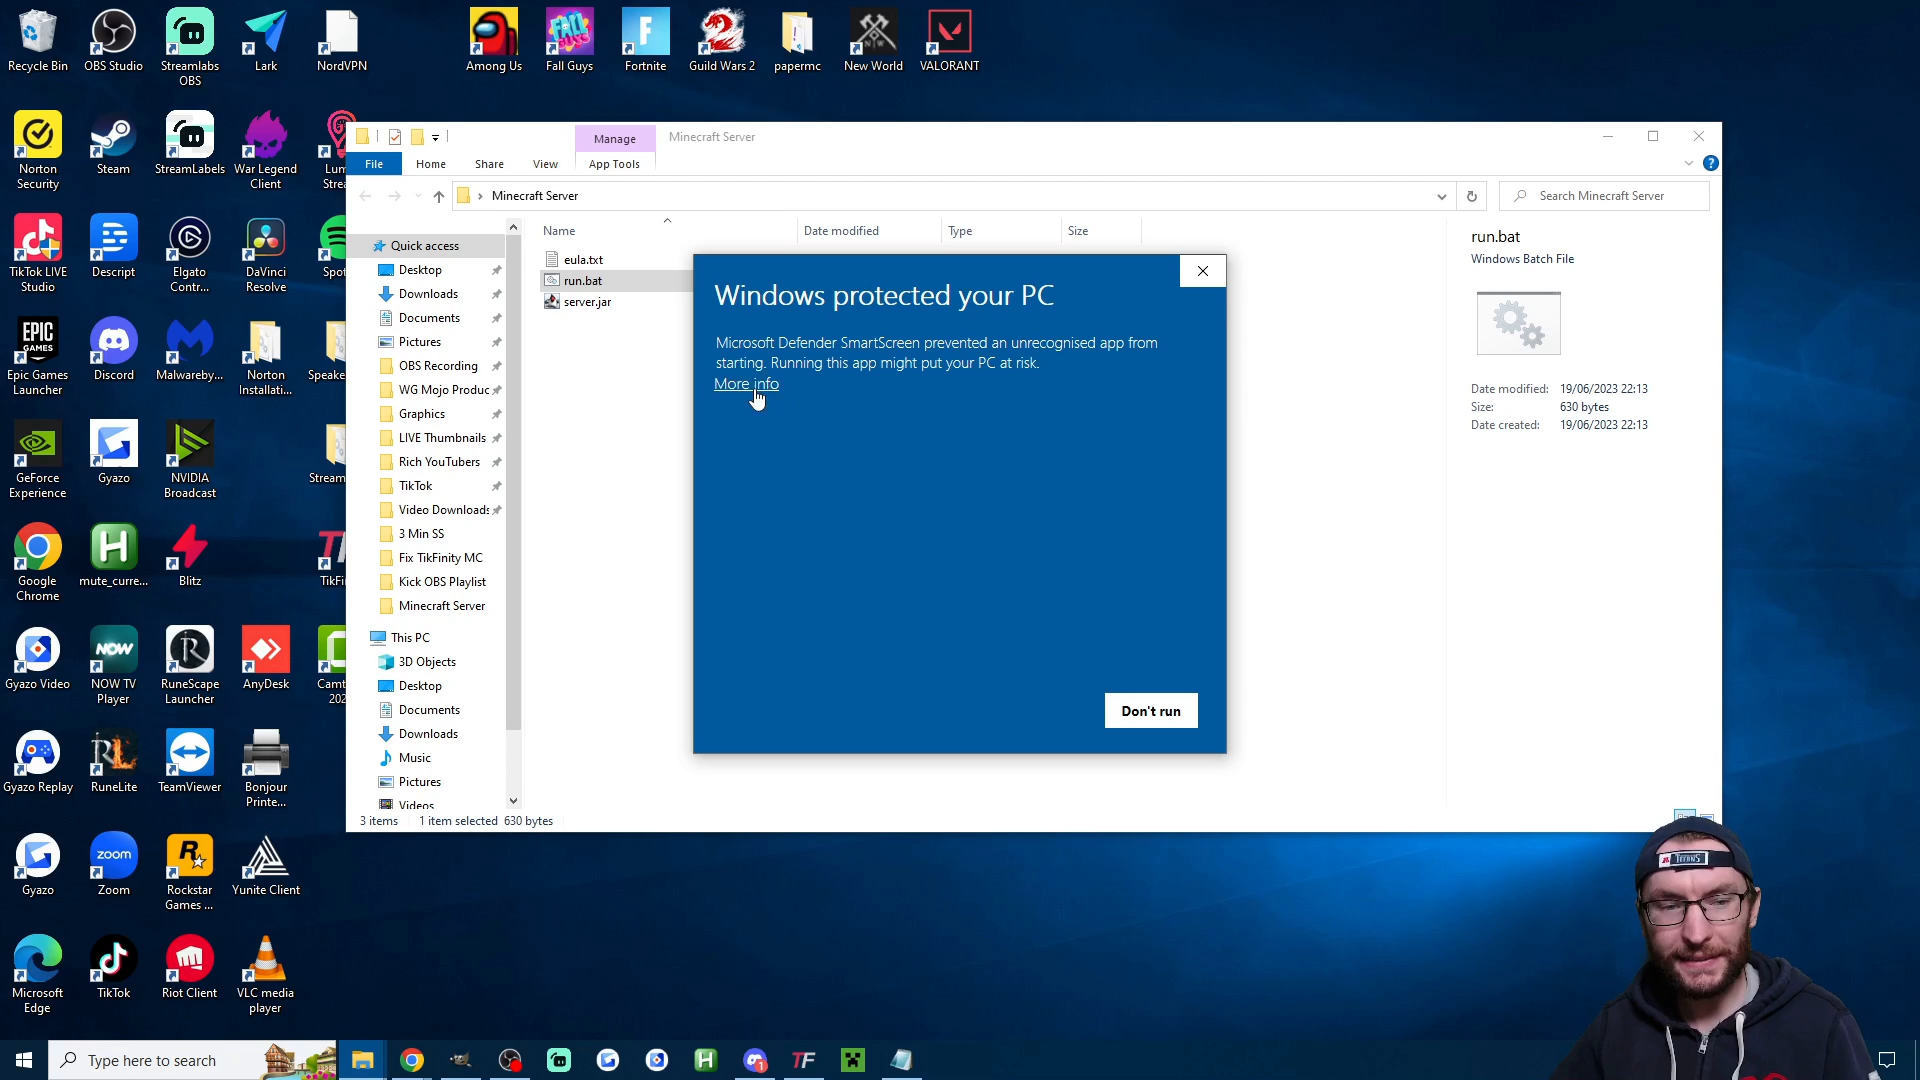 Recycle Bin
OBS Studio
Streamlabs
OBS
Lark
NordVPN
Among Us
Fall Guys
Fortnite
Guild Wars 2
papermc
New World
VALORANT
Norton
Security
Steam
StreamLabels
War Legend
Client
Lum
Strea
TikTok LIVE
Studio
Descript
Elgato
Contr...
DaVinci
Resolve
Spot
EPIC
GAMES
Epic Games
Launcher
Discord
Malwareby...
Norton
Installati...
Speake
GeForce
Experience
Gyazo
NVIDIA
Broadcast
Stream
Google
Chrome
mute_curre...
Blitz
TikFi
Gyazo Video
NOW
NOW TV
Player
RuneScape
Launcher
AnyDesk
Camt
202
Gyazo Replay
RuneLite
TeamViewer
Bonjour
Printe...
Gyazo
zoom
Zoom
Rockstar
Games ...
Yunite Client
Microsoft
Edge
TikTok
Riot Client
VLC media
player
Manage
Minecraft Server
File
Home
Share
View
App Tools
Minecraft Server
Search Minecraft Server
Quick access
Desktop
Downloads
Documents
Pictures
OBS Recording
WG Mojo Produc
Graphics
LIVE Thumbnails
Rich YouTubers
TikTok
Video Downloads
3 Min SS
Fix TikFinity MC
Kick OBS Playlist
Minecraft Server
This PC
3D Objects
Desktop
Documents
Downloads
Music
Pictures
Videos
Name
Date modified
Type
Size
eula.txt
run.bat
server.jar
Windows protected your PC
Microsoft Defender SmartScreen prevented an unrecognised app from
starting. Running this app might put your PC at risk.
More info
Don't run
run.bat
Windows Batch File
Date modified: 19/06/2023 22:13
Size: 630 bytes
Date created: 19/06/2023 22:13
3 items
1 item selected 630 bytes
TITANS
Type here to search